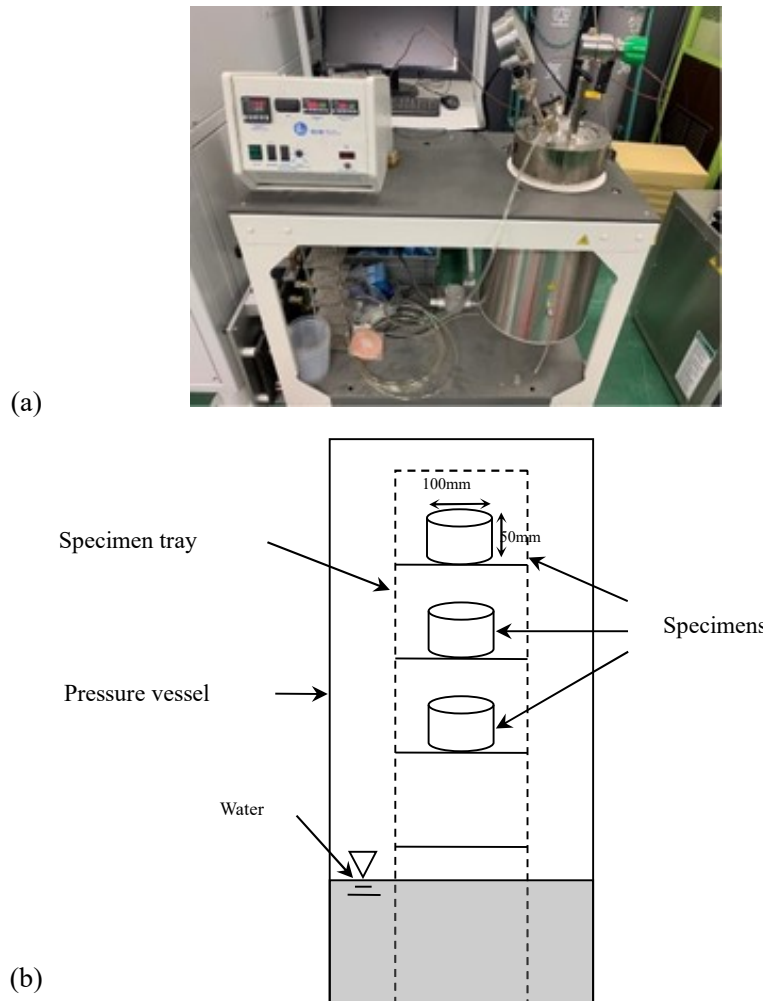 (a)
100mm
50mm
Specimen tray
Specimens
Pressure vessel
Water
(b)